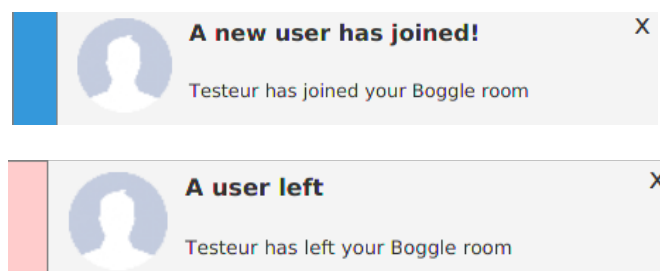 A new user has joined!
X
Testeur has joined your Boggle room
A user left
X
Testeur has left your Boggle room